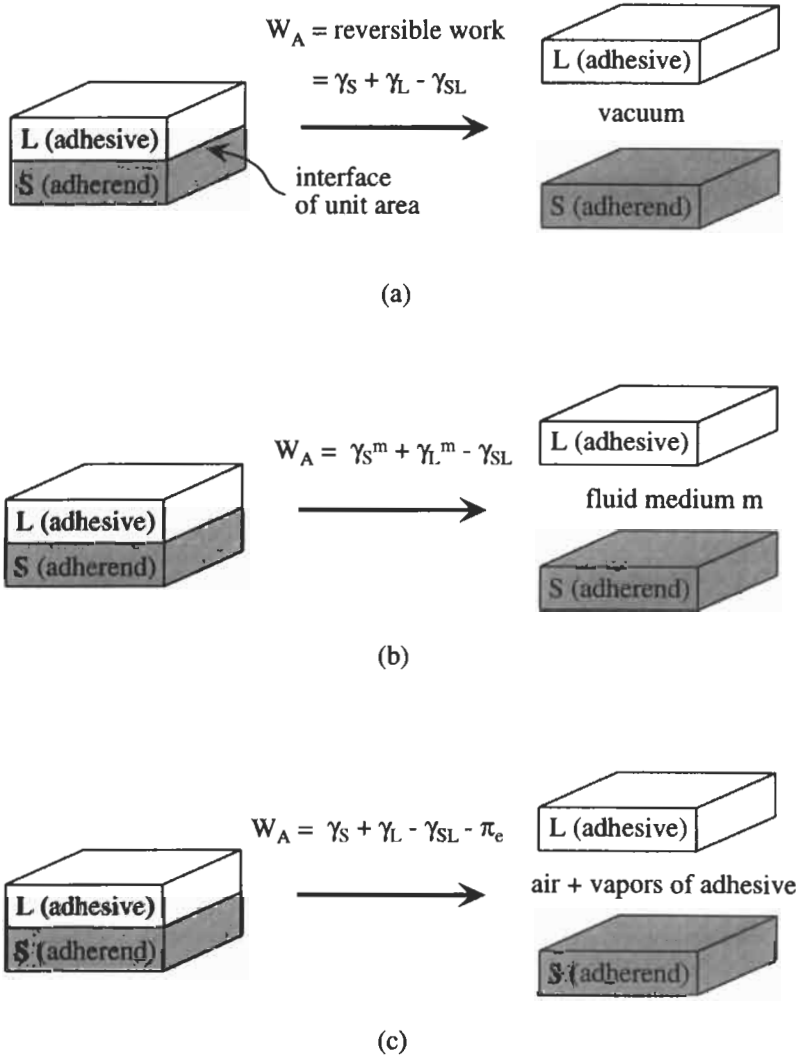 W_A = reversible work
= γ_S + γ_L - γ_SL
L (adhesive)
S (adherend)
interface
of unit area
L (adhesive)
vacuum
S (adherend)
(a)
W_A = γ_S^m + γ_L^m - γ_SL
L (adhesive)
S (adherend)
L (adhesive)
fluid medium m
S (adherend)
(b)
W_A = γ_S + γ_L - γ_SL - π_e
L (adhesive)
S (adherend)
L (adhesive)
air + vapors of adhesive
S (adherend)
(c)